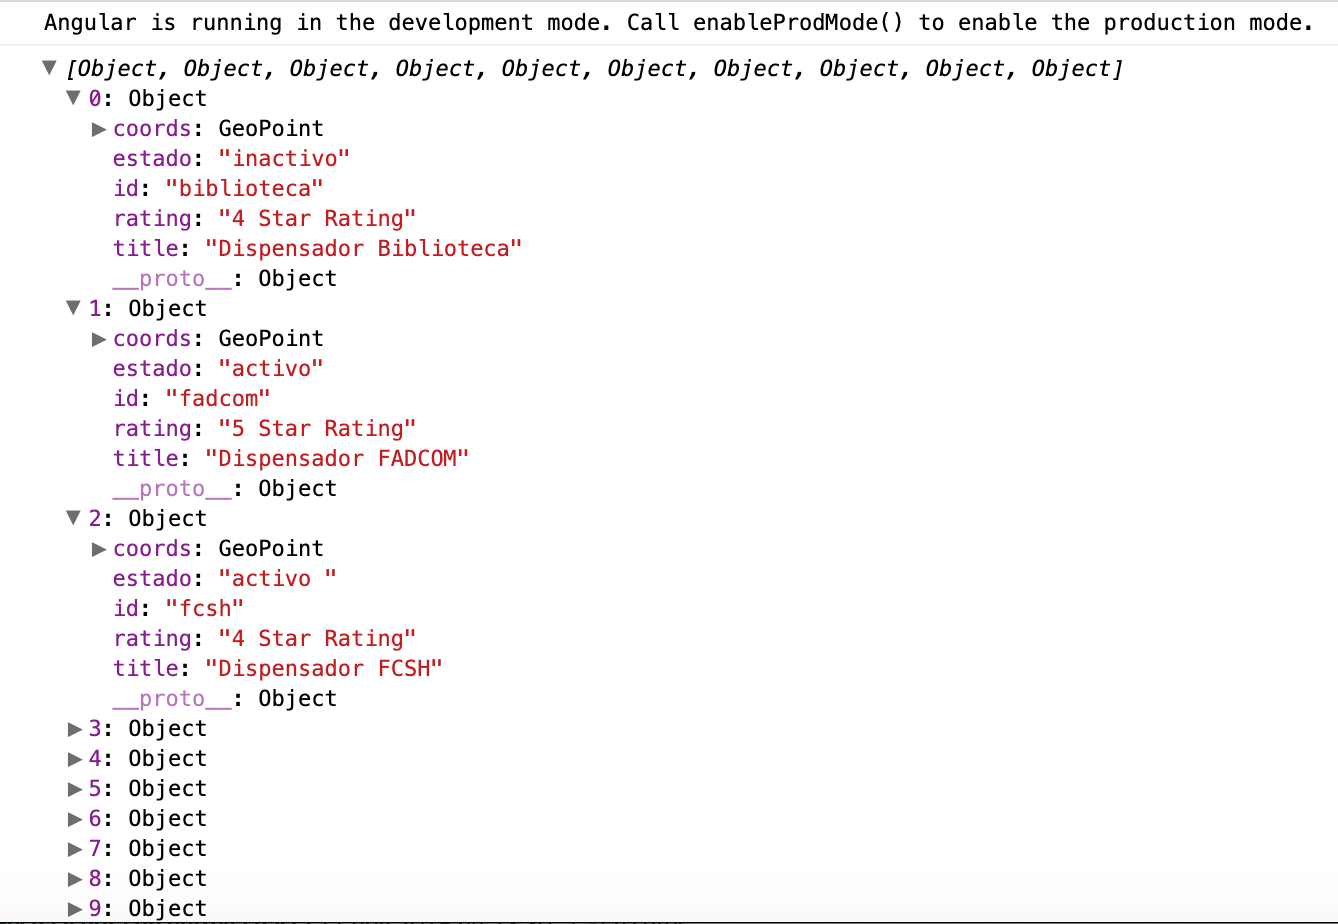 Angular is running in the development mode. Call enableProdMode() to enable the production mode.
▼ [Object, Object, Object, Object, Object, Object, Object, Object, Object, Object]
▼ 0: Object
▶ coords: GeoPoint
estado: "inactivo"
id: "biblioteca"
rating: "4 Star Rating"
title: "Dispensador Biblioteca"
__proto__: Object
▼ 1: Object
▶ coords: GeoPoint
estado: "activo"
id: "fadcom"
rating: "5 Star Rating"
title: "Dispensador FADCOM"
__proto__: Object
▼ 2: Object
▶ coords: GeoPoint
estado: "activo "
id: "fcsh"
rating: "4 Star Rating"
title: "Dispensador FCSH"
__proto__: Object
▶ 3: Object
▶ 4: Object
▶ 5: Object
▶ 6: Object
▶ 7: Object
▶ 8: Object
▶ 9: Object